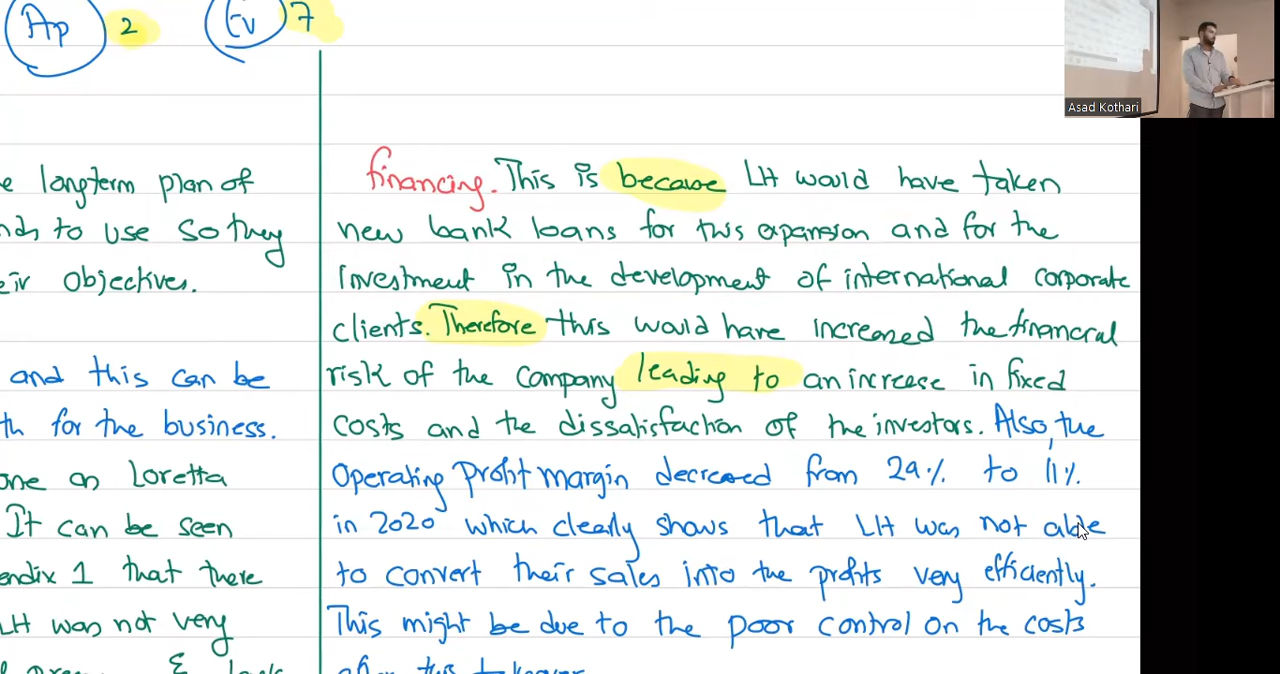 Ap 2 Ev 7
Asad Kothari
longterm plan of
to use so they
objectives.
and this can be
for the business.
on Loretta
It can be seen
1 that there
LH was not very
& lack
financing. This is because LH would have taken
new bank loans for this expansion and for the
investment in the development of international corporate
clients. Therefore this would have increased the financial
risk of the company leading to an increase in fixed
costs and the dissatisfaction of the investors. Also, the
Operating Profit margin decreased from 29% to 11%
in 2020 which clearly shows that LH was not able
to convert their sales into the profits very efficiently.
This might be due to the poor control on the costs
this takeover